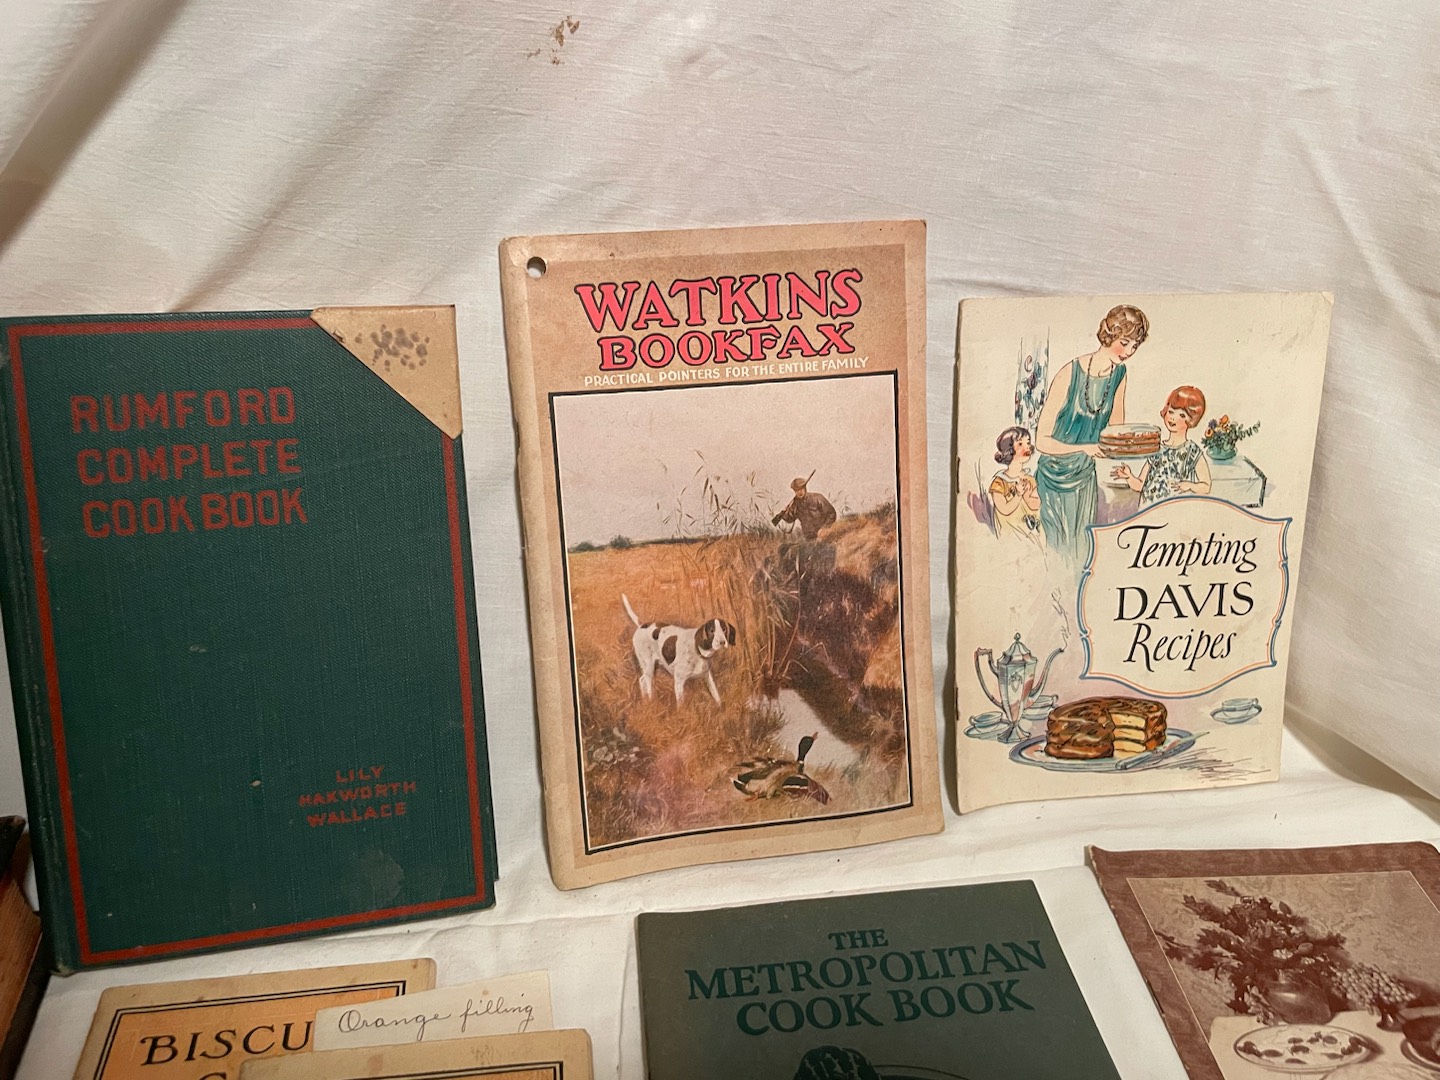 RUMFORD
COMPLETE
COOK BOOK
LILY
HAXWORTH
WALLACE
WATKINS
BOOKFAX
PRACTICAL POINTERS FOR THE ENTIRE FAMILY
Tempting
DAVIS
Recipes
BISCU
Orange filling
THE
METROPOLITAN
COOK BOOK